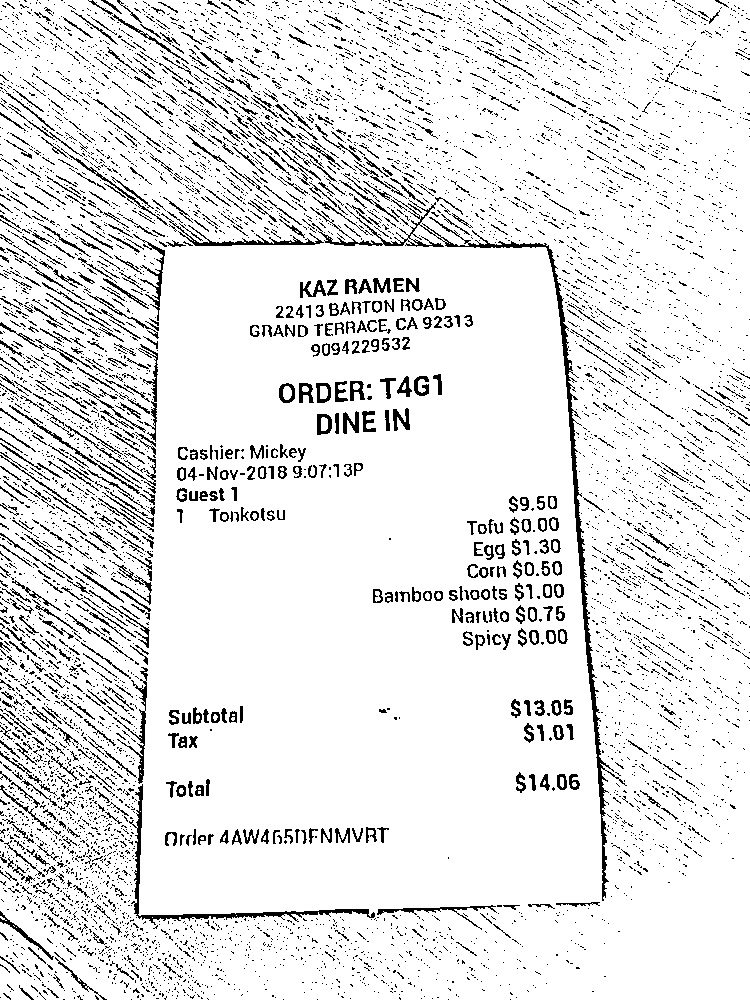 KAZ RAMEN
22413 BARTON ROAD
GRAND TERRACE, CA 92313
9094229532
ORDER: T4G1
DINE IN
Cashier: Mickey
04-Nov-2018 9:07:13P
Guest 1
1 Tonkotsu $9.50
Tofu $0.00
Egg $1.30
Corn $0.50
Bamboo shoots $1.00
Naruto $0.75
Spicy $0.00
Subtotal $13.05
Tax $1.01
Total $14.06
Order